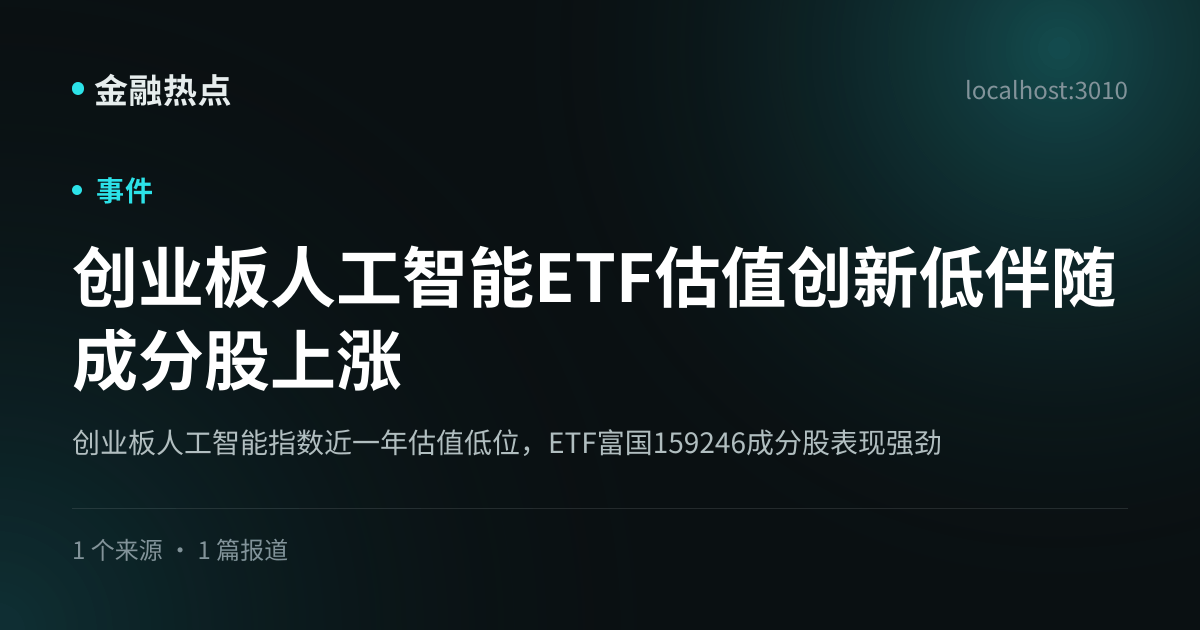 金融热点
localhost:3010
事件
创业板人工智能ETF估值创新低伴随
成分股上涨
创业板人工智能指数近一年估值低位，ETF富国159246成分股表现强劲
1 个来源 • 1 篇报道